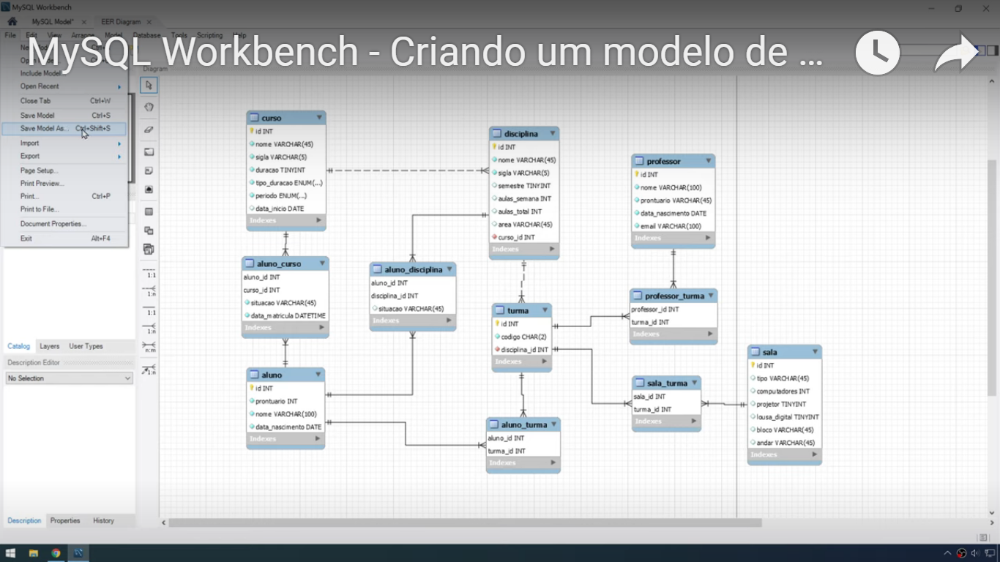 MySQL Workbench
MySQL Model*
EER Diagram
File Edit View Arrange Model Database Tools Scripting Help
MySQL Workbench - Criando um modelo de ...
Include Model
Open Recent
Close Tab Ctrl+W
Save Model Ctrl+S
Save Model As... Ctrl+Shift+S
Import
Export
Page Setup...
Print Preview...
Print... Ctrl+P
Print to File...
Document Properties...
Exit Alt+F4
Diagram
1:1
1:n
1:1
1:n
n:m
1:n
Catalog Layers User Types
Description Editor
No Selection
Description Properties History
curso
id INT
nome VARCHAR(45)
sigla VARCHAR(5)
duracao TINYINT
tipo_duracao ENUM(...)
periodo ENUM(...)
data_inicio DATE
Indexes
disciplina
id INT
nome VARCHAR(45)
sigla VARCHAR(5)
semestre TINYINT
aulas_semana INT
aulas_total INT
area VARCHAR(45)
curso_id INT
Indexes
professor
id INT
nome VARCHAR(100)
prontuario VARCHAR(45)
data_nascimento DATE
email VARCHAR(100)
Indexes
aluno_curso
aluno_id INT
curso_id INT
situacao VARCHAR(45)
data_matricula DATETIME
Indexes
aluno_disciplina
aluno_id INT
disciplina_id INT
situacao VARCHAR(45)
Indexes
turma
id INT
codigo CHAR(2)
disciplina_id INT
Indexes
professor_turma
professor_id INT
turma_id INT
Indexes
aluno
id INT
prontuario INT
nome VARCHAR(100)
data_nascimento DATE
Indexes
sala_turma
sala_id INT
turma_id INT
Indexes
sala
id INT
tipo VARCHAR(45)
computadores INT
projetor TINYINT
lousa_digital TINYINT
bloco VARCHAR(45)
andar VARCHAR(45)
Indexes
aluno_turma
aluno_id INT
turma_id INT
Indexes